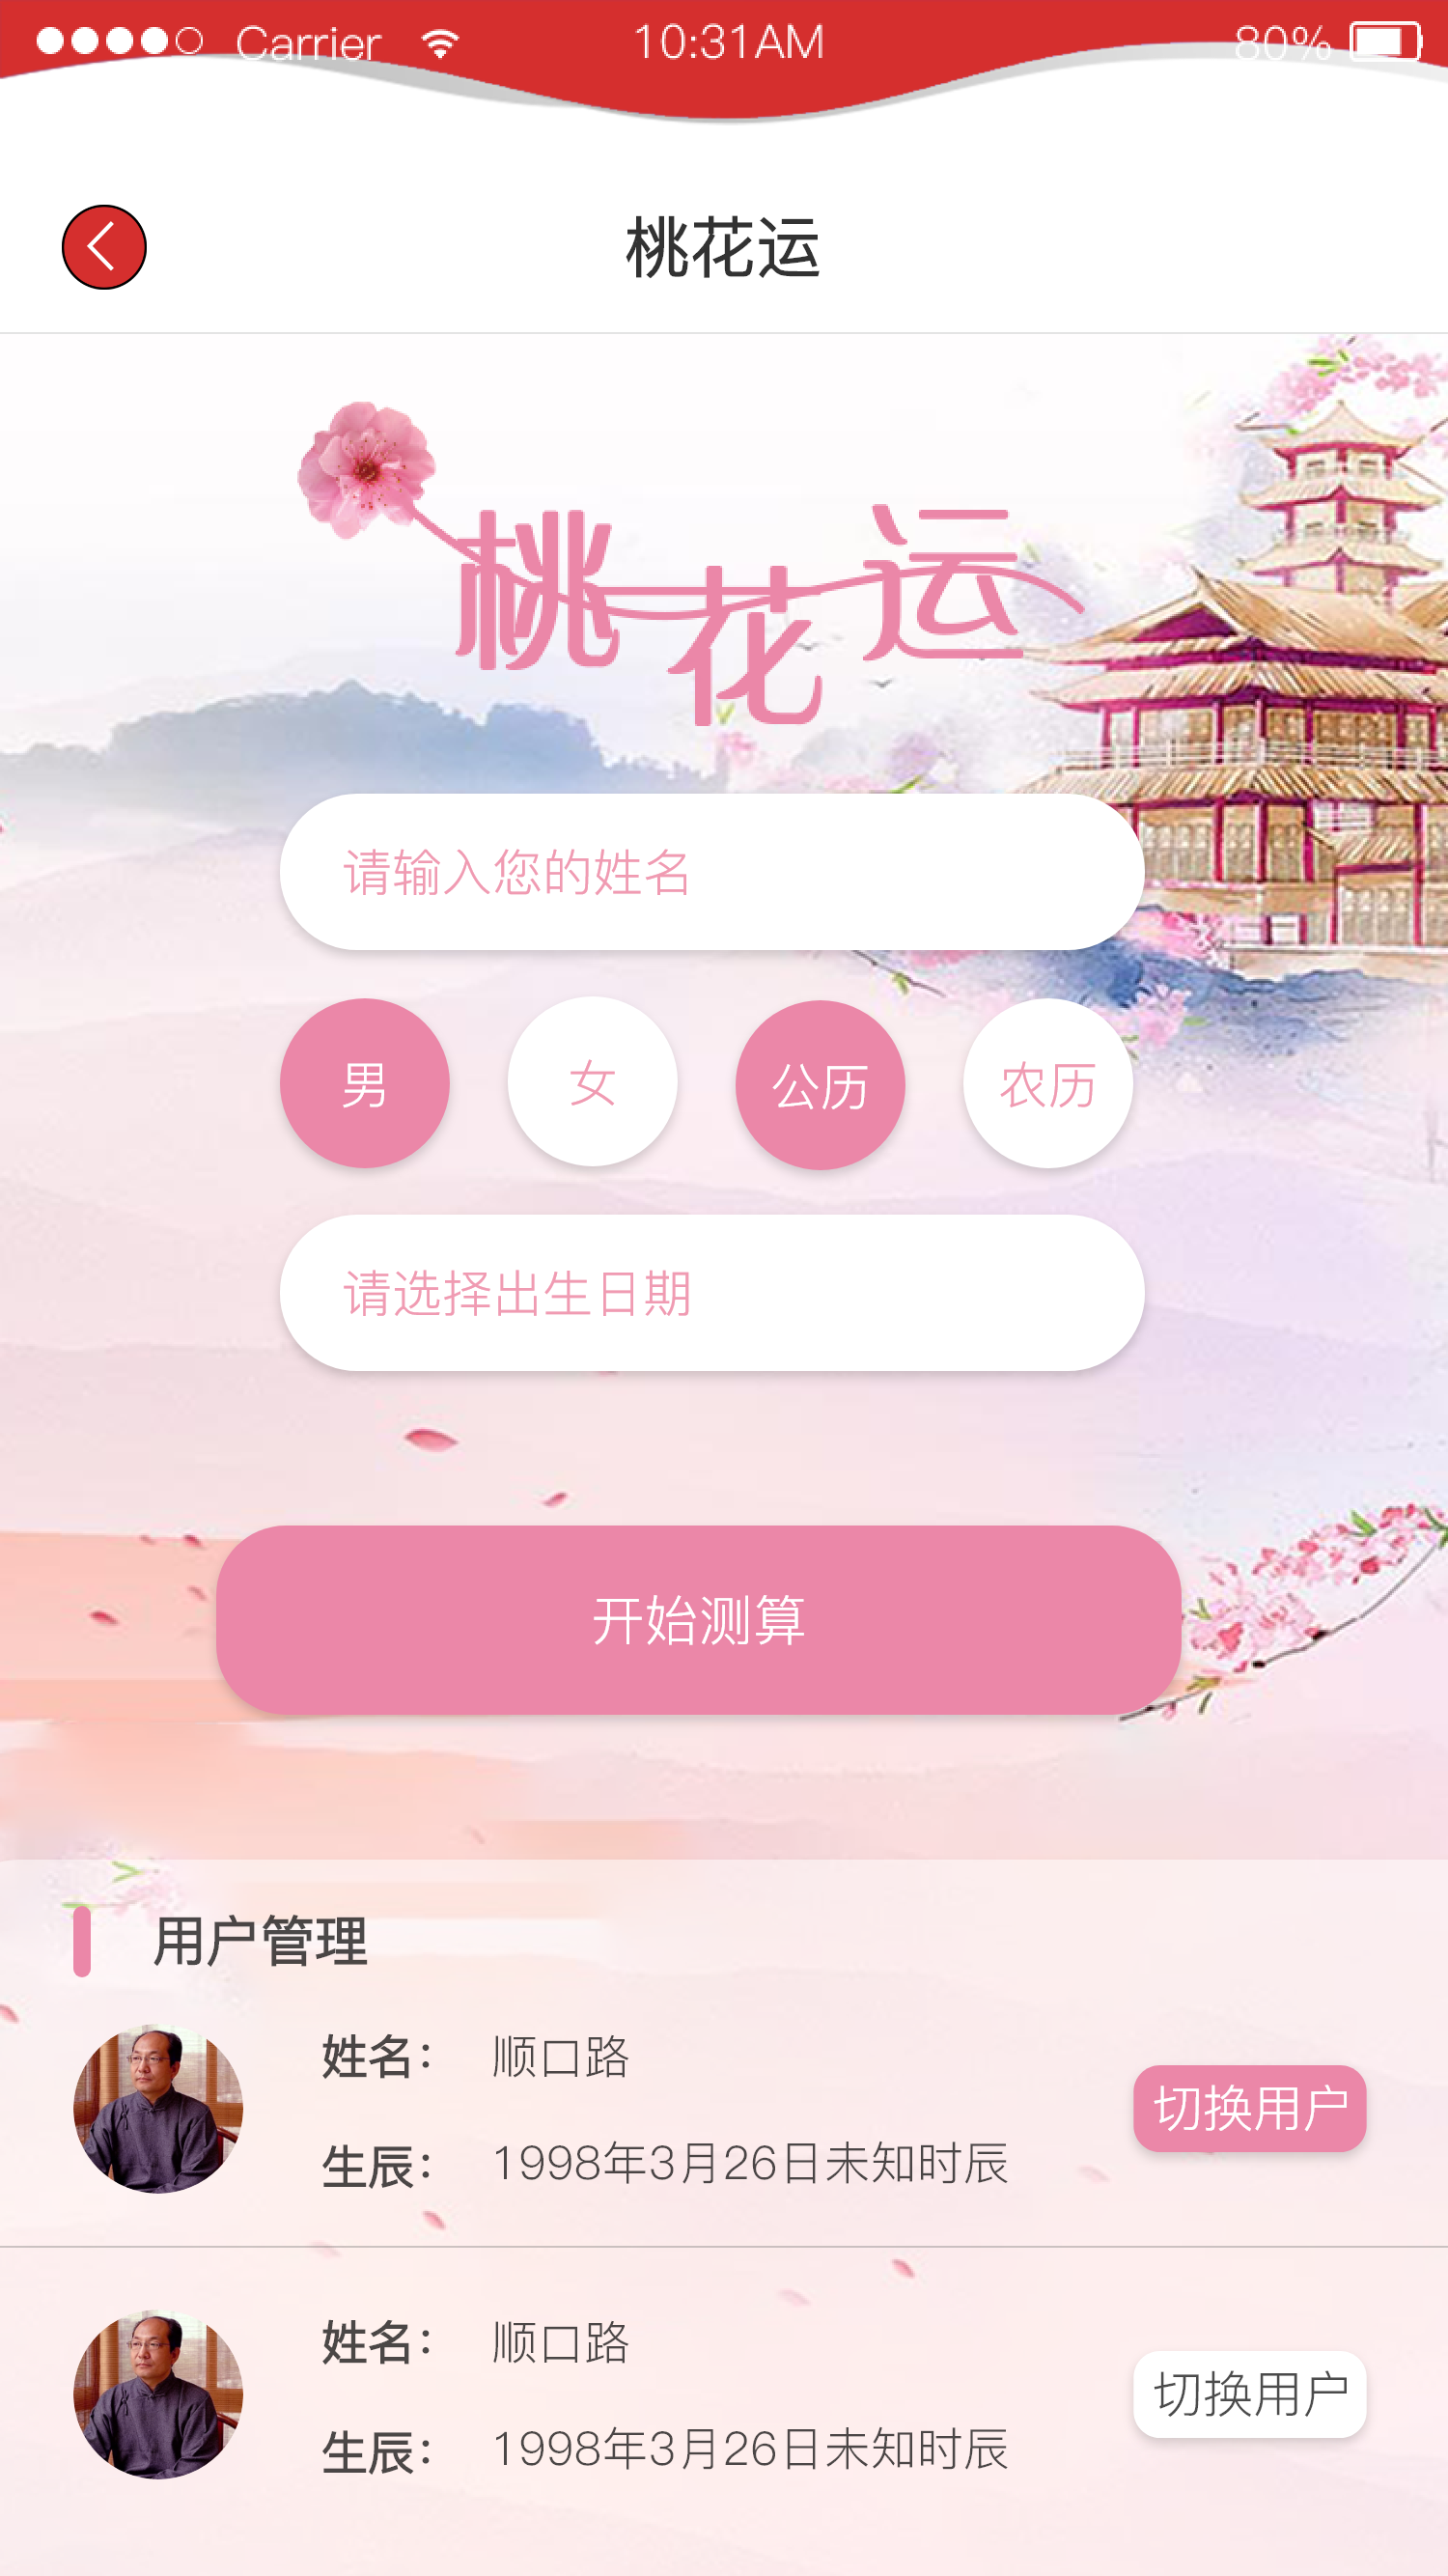 Carrier 10:31AM 80%
桃花运
桃花运
请输入您的姓名
男 女 公历 农历
请选择出生日期
开始测算
用户管理
姓名： 顺口路
切换用户
生辰： 1998年3月26日未知时辰
姓名： 顺口路
切换用户
生辰： 1998年3月26日未知时辰